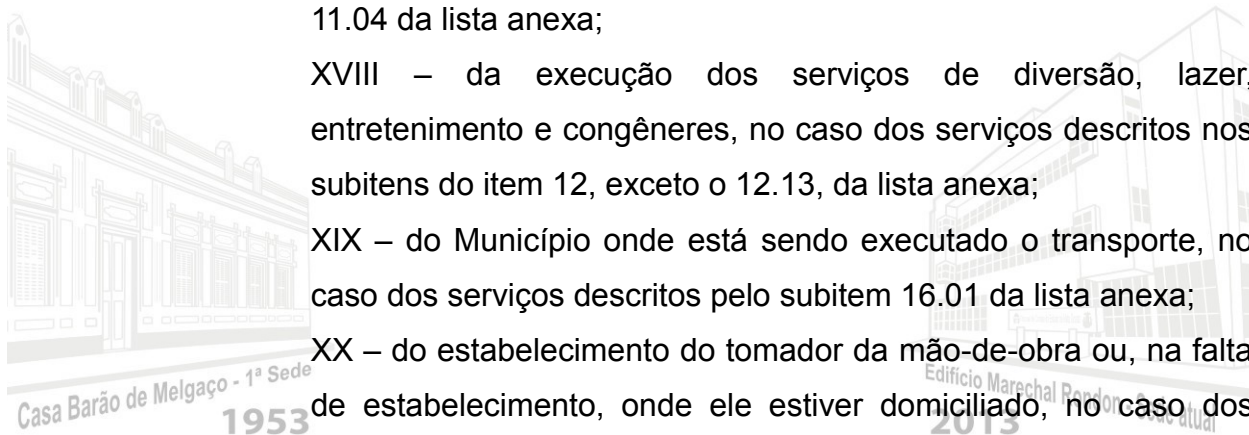 11.04 da lista anexa;
XVIII – da execução dos serviços de diversão, lazer,
entretenimento e congêneres, no caso dos serviços descritos nos
subitens do item 12, exceto o 12.13, da lista anexa;
XIX – do Município onde está sendo executado o transporte, no
caso dos serviços descritos pelo subitem 16.01 da lista anexa;
XX – do estabelecimento do tomador da mão-de-obra ou, na falta
de estabelecimento, onde ele estiver domiciliado, no caso dos
Casa Barão de Melgaço - 1ª Sede
1953
Edifício Marechal Rondon - Sede atual
2013